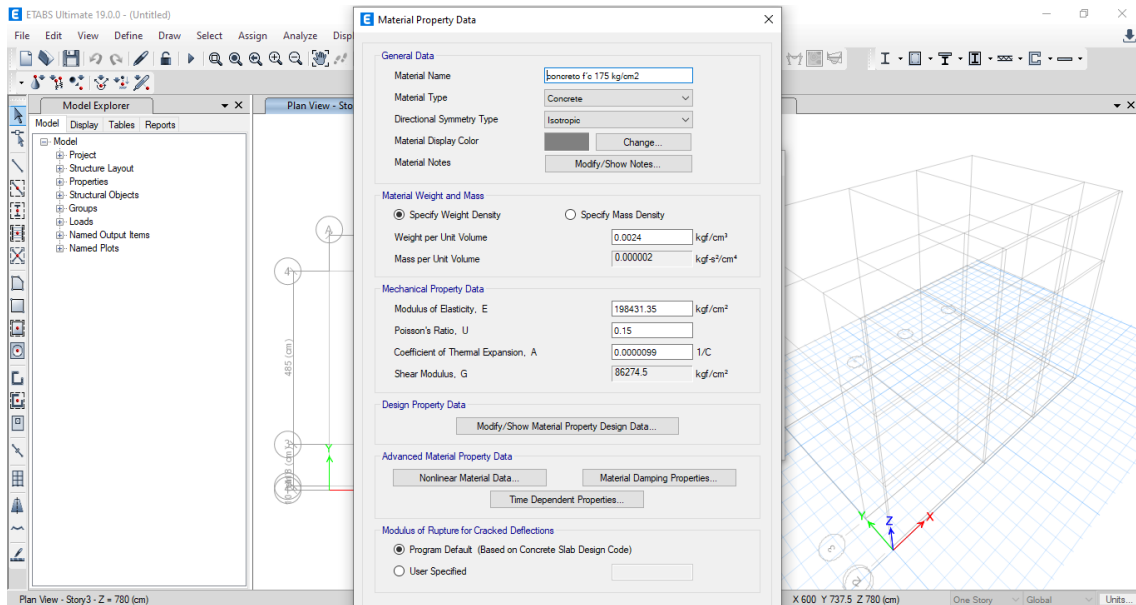 ETABS Ultimate 19.0.0 - (Untitled)
File Edit View Define Draw Select Assign Analyze
Model Explorer
Model Display Tables Reports
Model
Project
Structure Layout
Properties
Structural Objects
Groups
Loads
Named Output Items
Named Plots
Plan View - Sto
A
4
485 (cm)
Y
Material Property Data
General Data
Material Name
concreto f'c 175 kg/cm2
Material Type
Concrete
Directional Symmetry Type
Isotropic
Material Display Color
Change...
Material Notes
Modify/Show Notes...
Material Weight and Mass
Specify Weight Density
Specify Mass Density
Weight per Unit Volume
0.0024
kgf/cm³
Mass per Unit Volume
0.000002
kgf-s²/cm⁴
Mechanical Property Data
Modulus of Elasticity, E
198431.35
kgf/cm²
Poisson's Ratio, U
0.15
Coefficient of Thermal Expansion, A
0.0000099
1/C
Shear Modulus, G
86274.5
kgf/cm²
Design Property Data
Modify/Show Material Property Design Data...
Advanced Material Property Data
Nonlinear Material Data...
Material Damping Properties...
Time Dependent Properties...
Modulus of Rupture for Cracked Deflections
Program Default (Based on Concrete Slab Design Code)
User Specified
Y
Z
X
Plan View - Story3 - Z = 780 (cm)
X 600 Y 737.5 Z 780 (cm)
One Story
Global
Units...